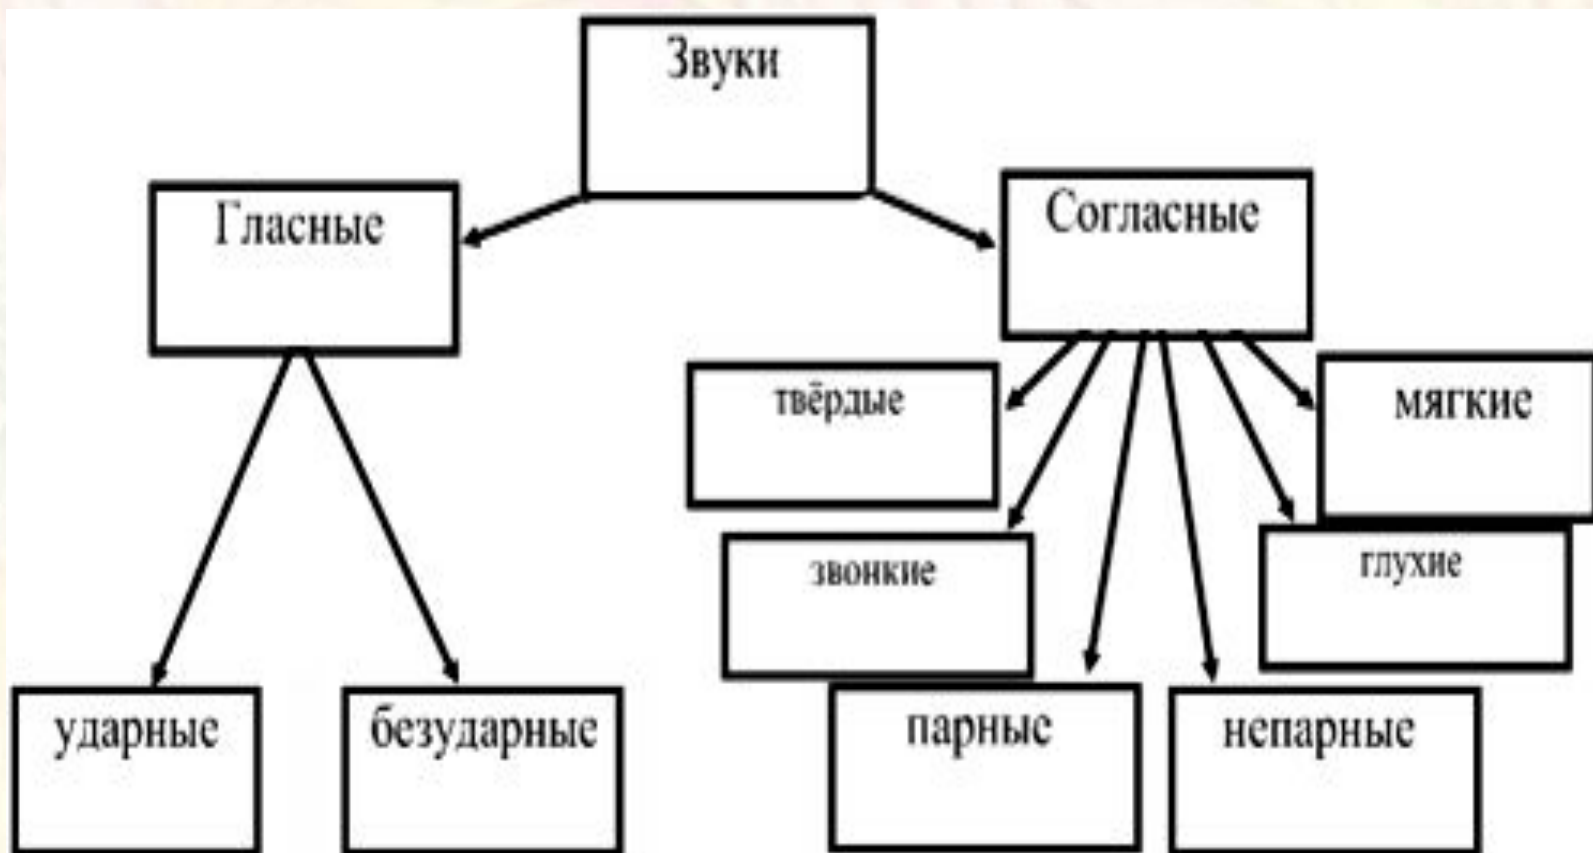 Звуки
Гласные
Согласные
твёрдые
мягкие
звонкие
глухие
ударные
безударные
парные
непарные